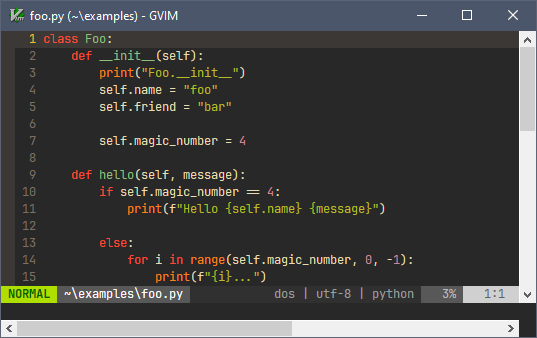 foo.py (~\examples) - GVIM
1 class Foo:
2     def __init__(self):
3         print("Foo.__init__")
4         self.name = "foo"
5         self.friend = "bar"
6
7         self.magic_number = 4
8
9     def hello(self, message):
10         if self.magic_number == 4:
11             print(f"Hello {self.name} {message}")
12
13         else:
14             for i in range(self.magic_number, 0, -1):
15                 print(f"{i}...")
NORMAL ~\examples\foo.py dos | utf-8 | python 3% 1:1